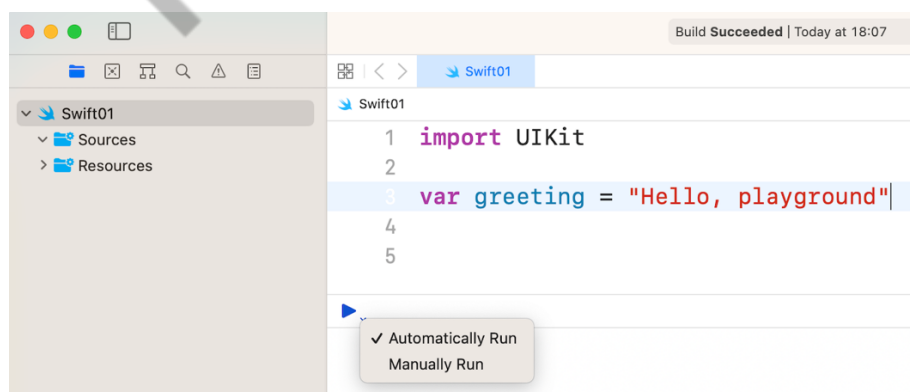 Build Succeeded | Today at 18:07
Swift01
Swift01
Sources
Resources
Swift01
1 import UIKit
2
3 var greeting = "Hello, playground"
4
5
Automatically Run
Manually Run